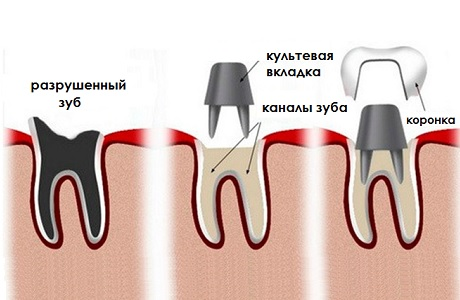 разрушенный
зуб
культевая
вкладка
каналы зуба
коронка